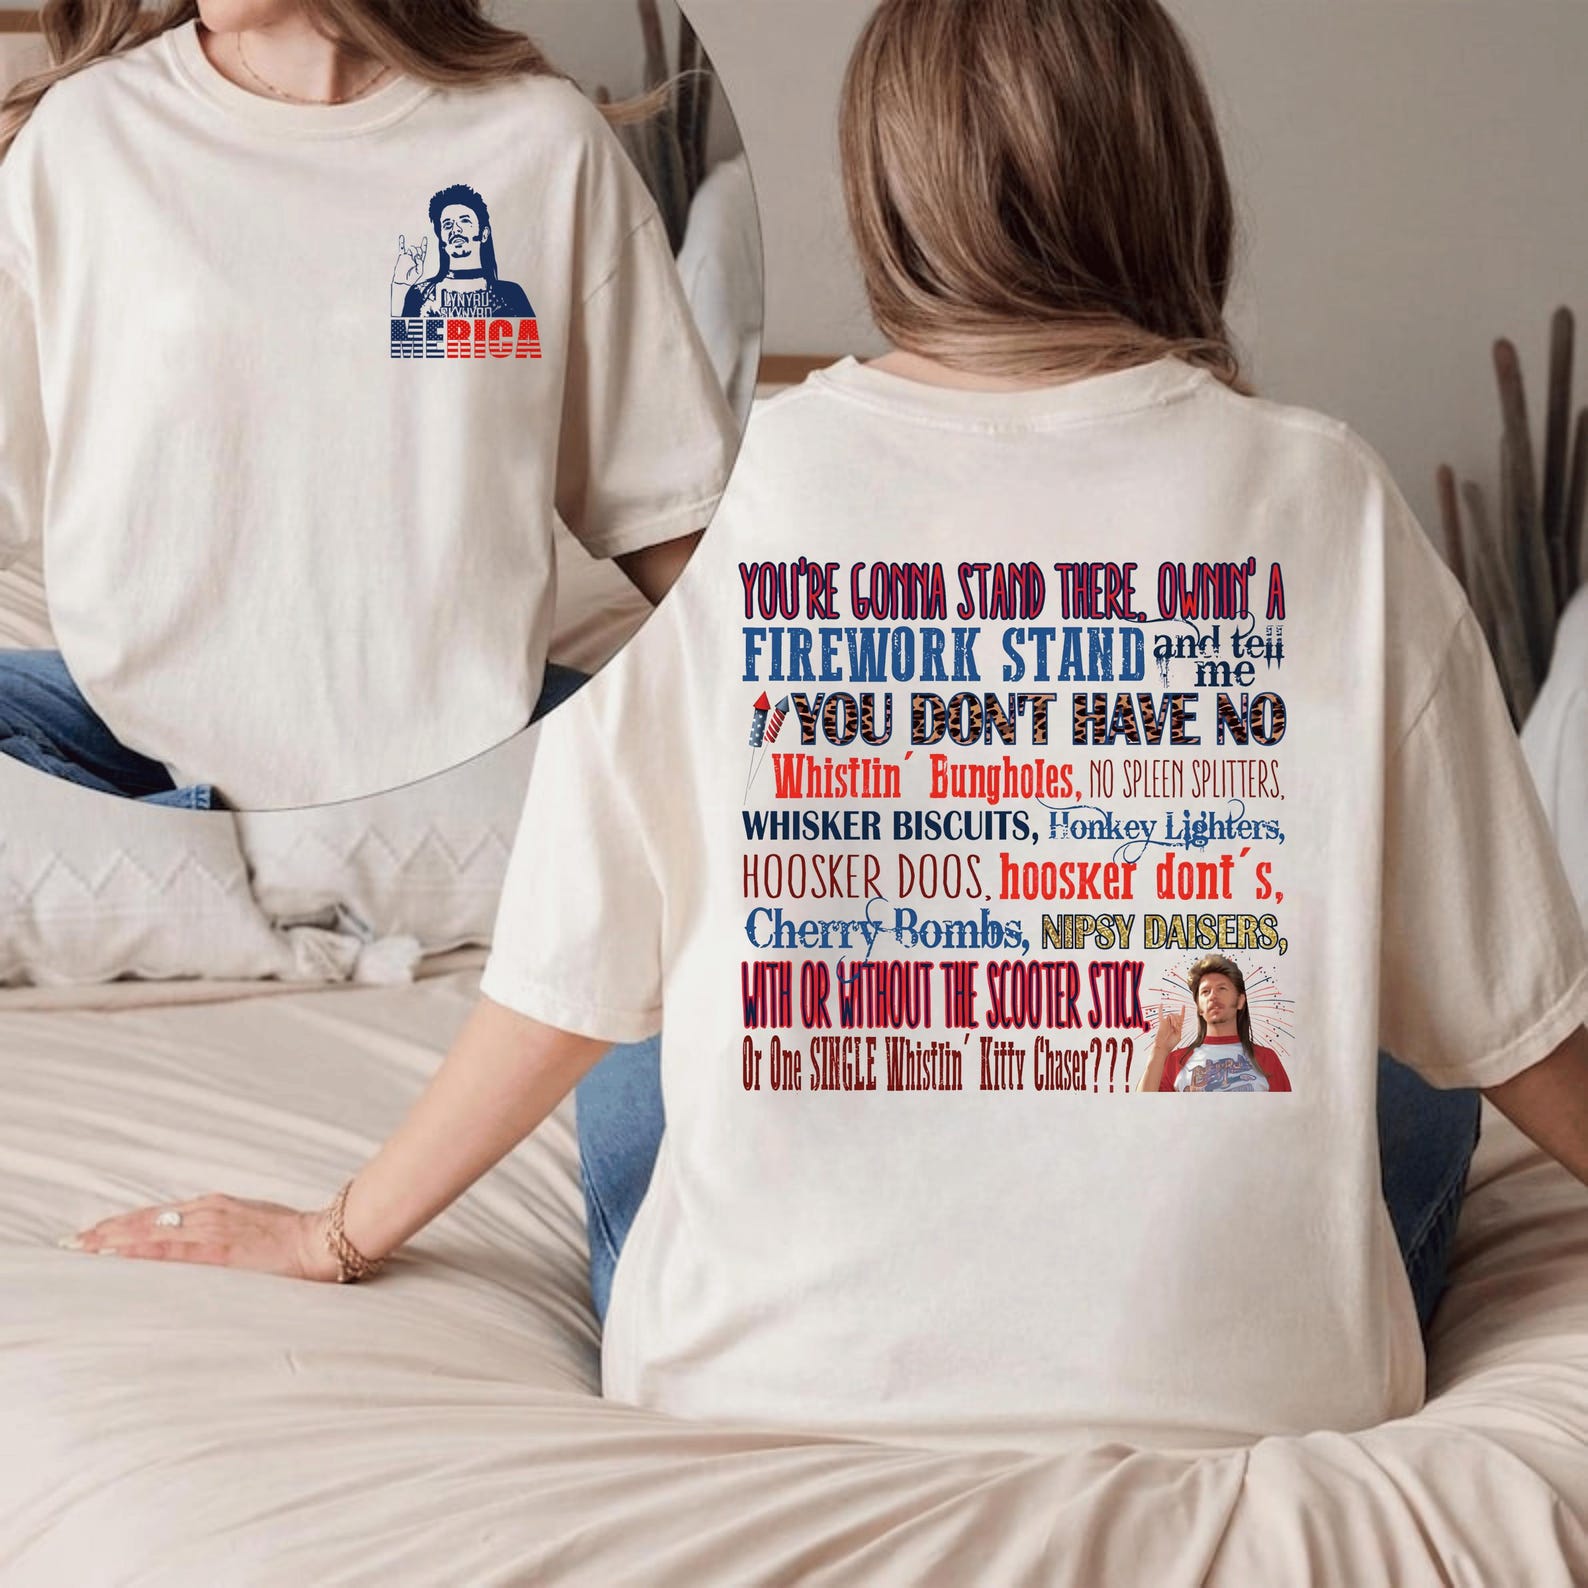 LYNYRD
SKYNYRD
MERICA
YOU'RE GONNA STAND THERE, OWNIN' A
FIREWORK STAND and tell
me
YOU DON'T HAVE NO
Whistlin´ Bungholes, NO SPLEEN SPLITTERS,
WHISKER BISCUITS, Honkey Lighters,
HOOSKER DOOS, hoosker dont´s,
Cherry Bombs, NIPSY DAISERS,
WITH OR WITHOUT THE SCOOTER STICK,
Or One SINGLE Whistlin´ Kitty Chaser???